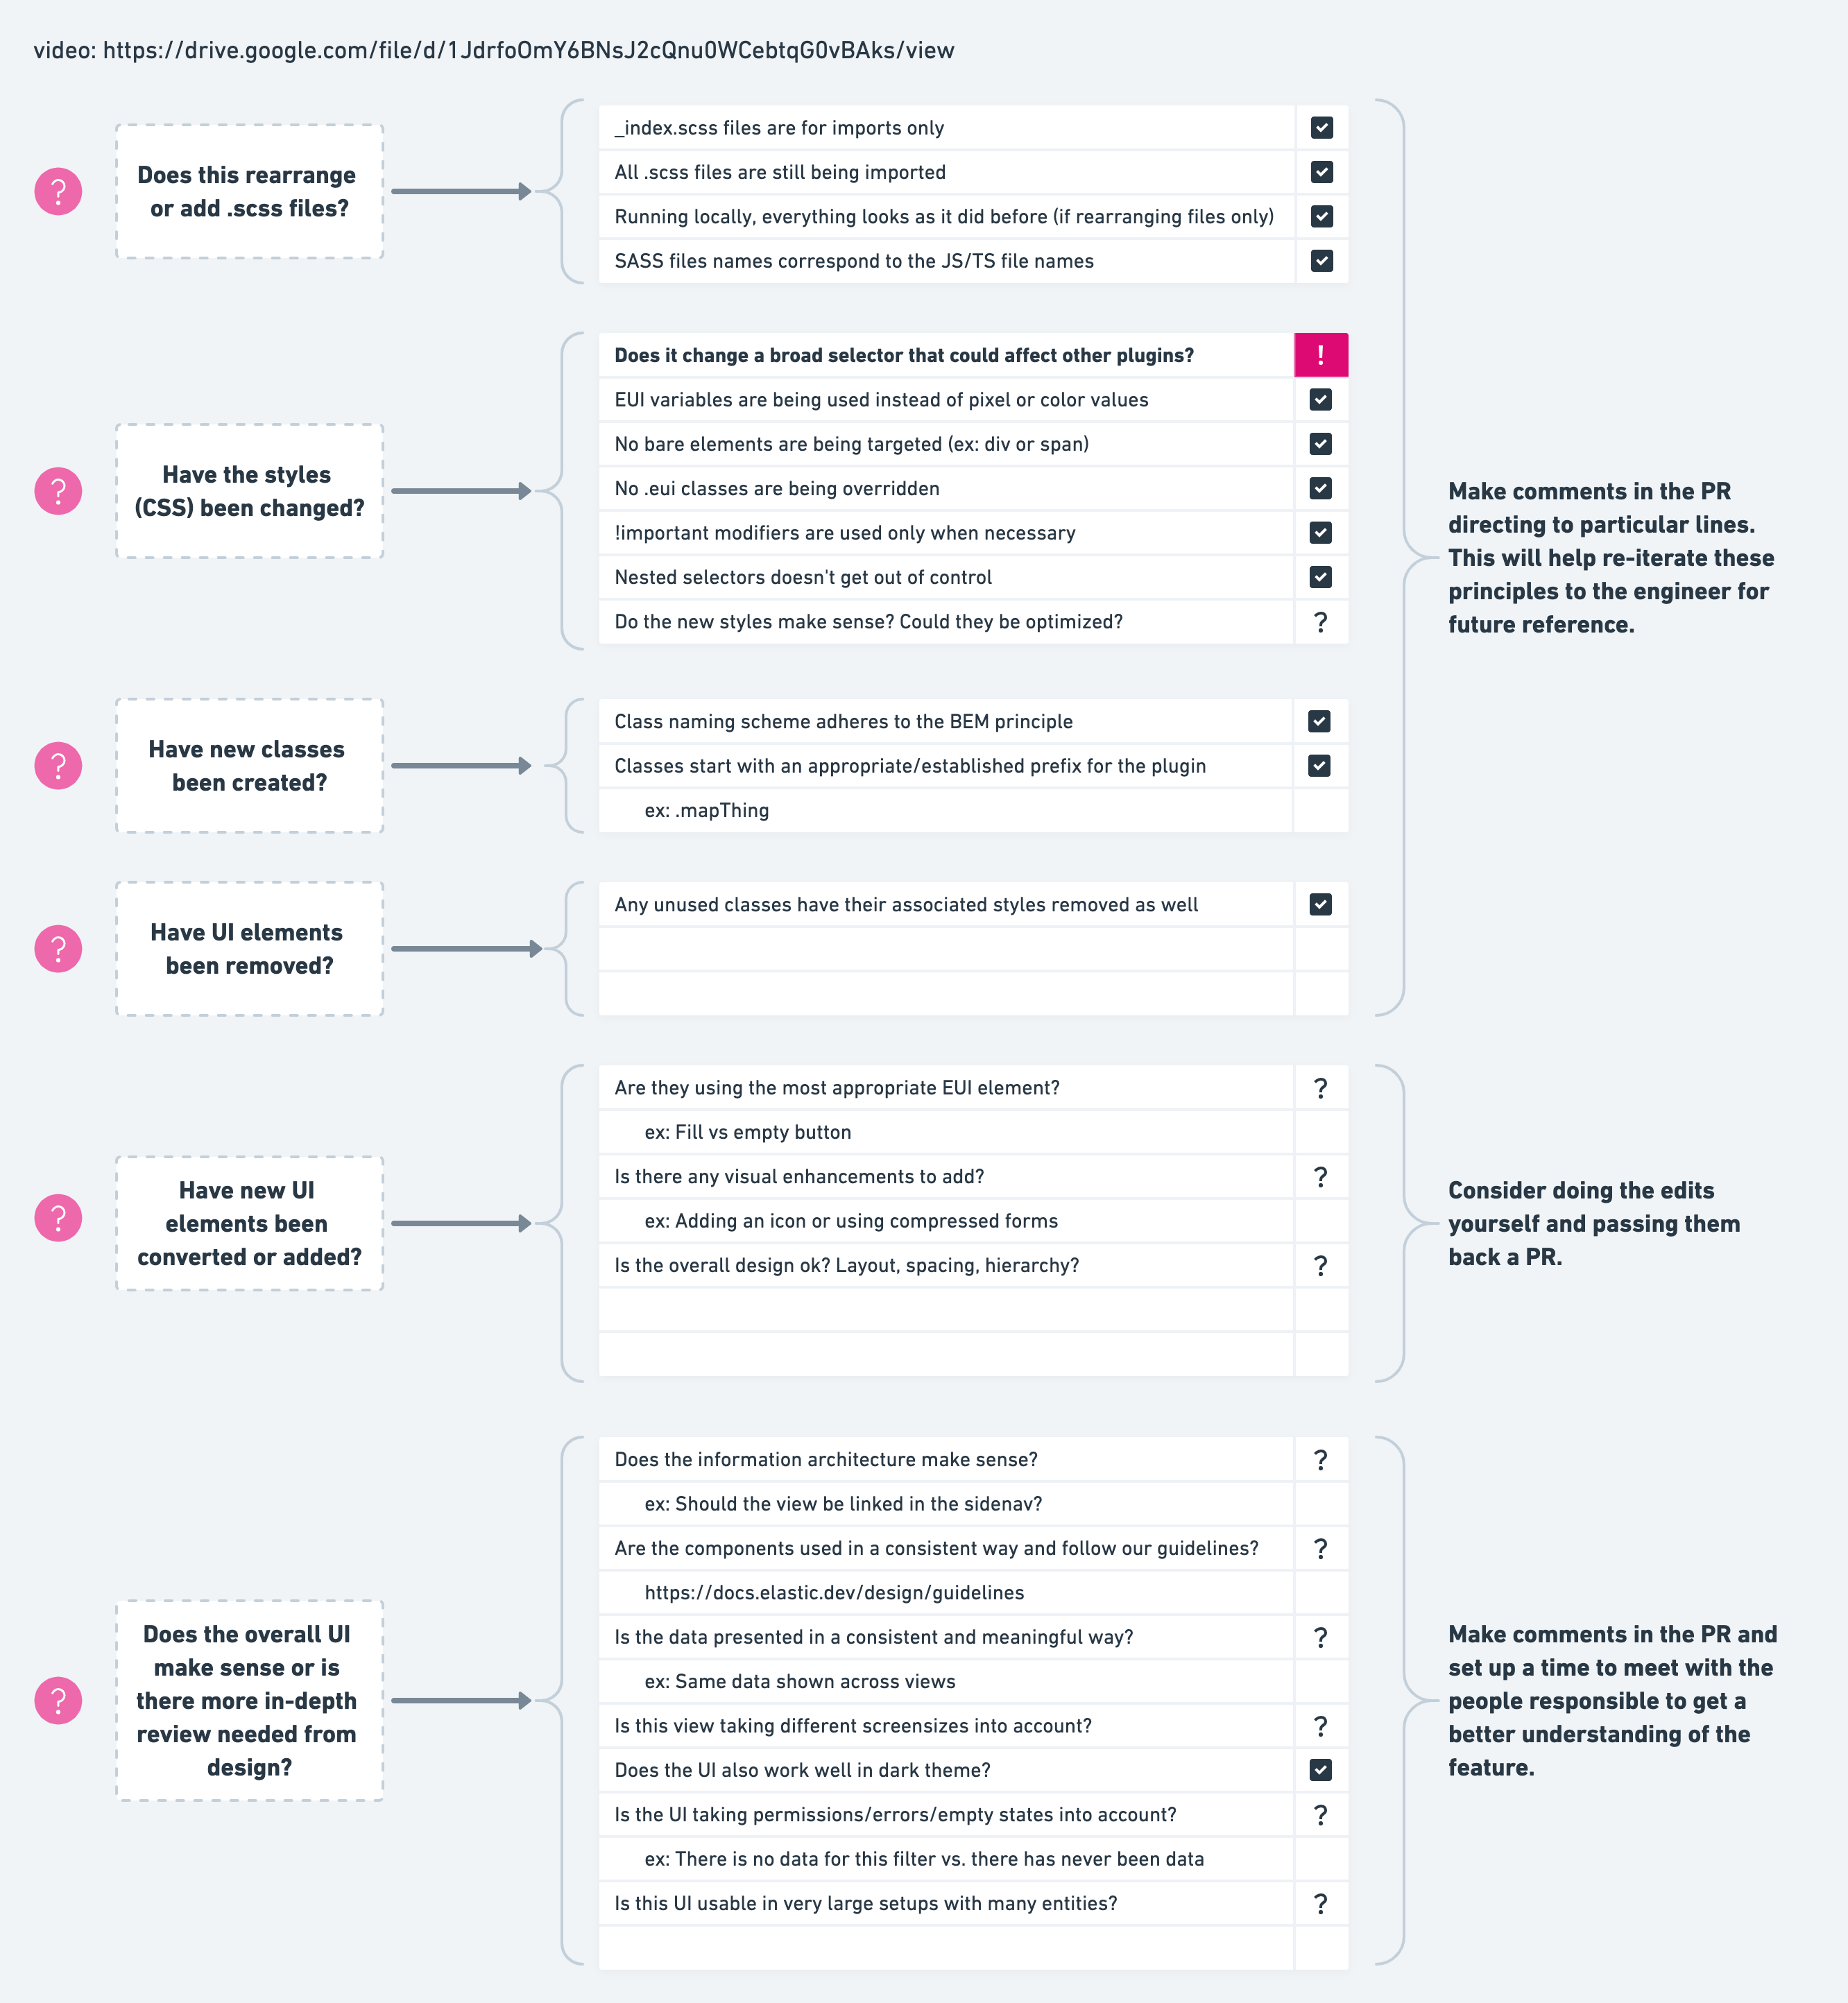 video: https://drive.google.com/file/d/1JdrfoOmY6BNsJ2cQnu0WCebtqG0vBAks/view
?
Does this rearrange
or add .scss files?
_index.scss files are for imports only
All .scss files are still being imported
Running locally, everything looks as it did before (if rearranging files only)
SASS files names correspond to the JS/TS file names
?
Have the styles
(CSS) been changed?
Does it change a broad selector that could affect other plugins? !
EUI variables are being used instead of pixel or color values
No bare elements are being targeted (ex: div or span)
No .eui classes are being overridden
!important modifiers are used only when necessary
Nested selectors doesn't get out of control
Do the new styles make sense? Could they be optimized? ?
?
Have new classes
been created?
Class naming scheme adheres to the BEM principle
Classes start with an appropriate/established prefix for the plugin
ex: .mapThing
?
Have UI elements
been removed?
Any unused classes have their associated styles removed as well
Make comments in the PR
directing to particular lines.
This will help re-iterate these
principles to the engineer for
future reference.
?
Have new UI
elements been
converted or added?
Are they using the most appropriate EUI element? ?
ex: Fill vs empty button
Is there any visual enhancements to add? ?
ex: Adding an icon or using compressed forms
Is the overall design ok? Layout, spacing, hierarchy? ?
Consider doing the edits
yourself and passing them
back a PR.
?
Does the overall UI
make sense or is
there more in-depth
review needed from
design?
Does the information architecture make sense? ?
ex: Should the view be linked in the sidenav?
Are the components used in a consistent way and follow our guidelines? ?
https://docs.elastic.dev/design/guidelines
Is the data presented in a consistent and meaningful way? ?
ex: Same data shown across views
Is this view taking different screensizes into account? ?
Does the UI also work well in dark theme?
Is the UI taking permissions/errors/empty states into account? ?
ex: There is no data for this filter vs. there has never been data
Is this UI usable in very large setups with many entities? ?
Make comments in the PR and
set up a time to meet with the
people responsible to get a
better understanding of the
feature.